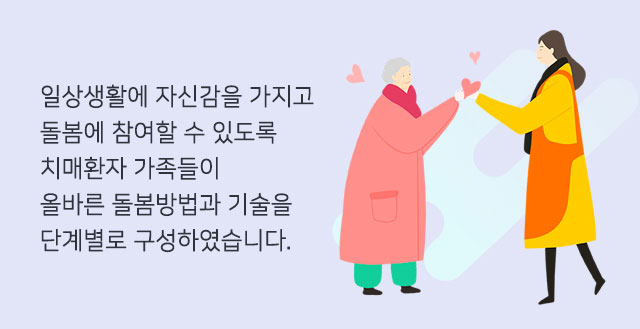 일상생활에 자신감을 가지고
돌봄에 참여할 수 있도록
치매환자 가족들이
올바른 돌봄방법과 기술을
단계별로 구성하였습니다.